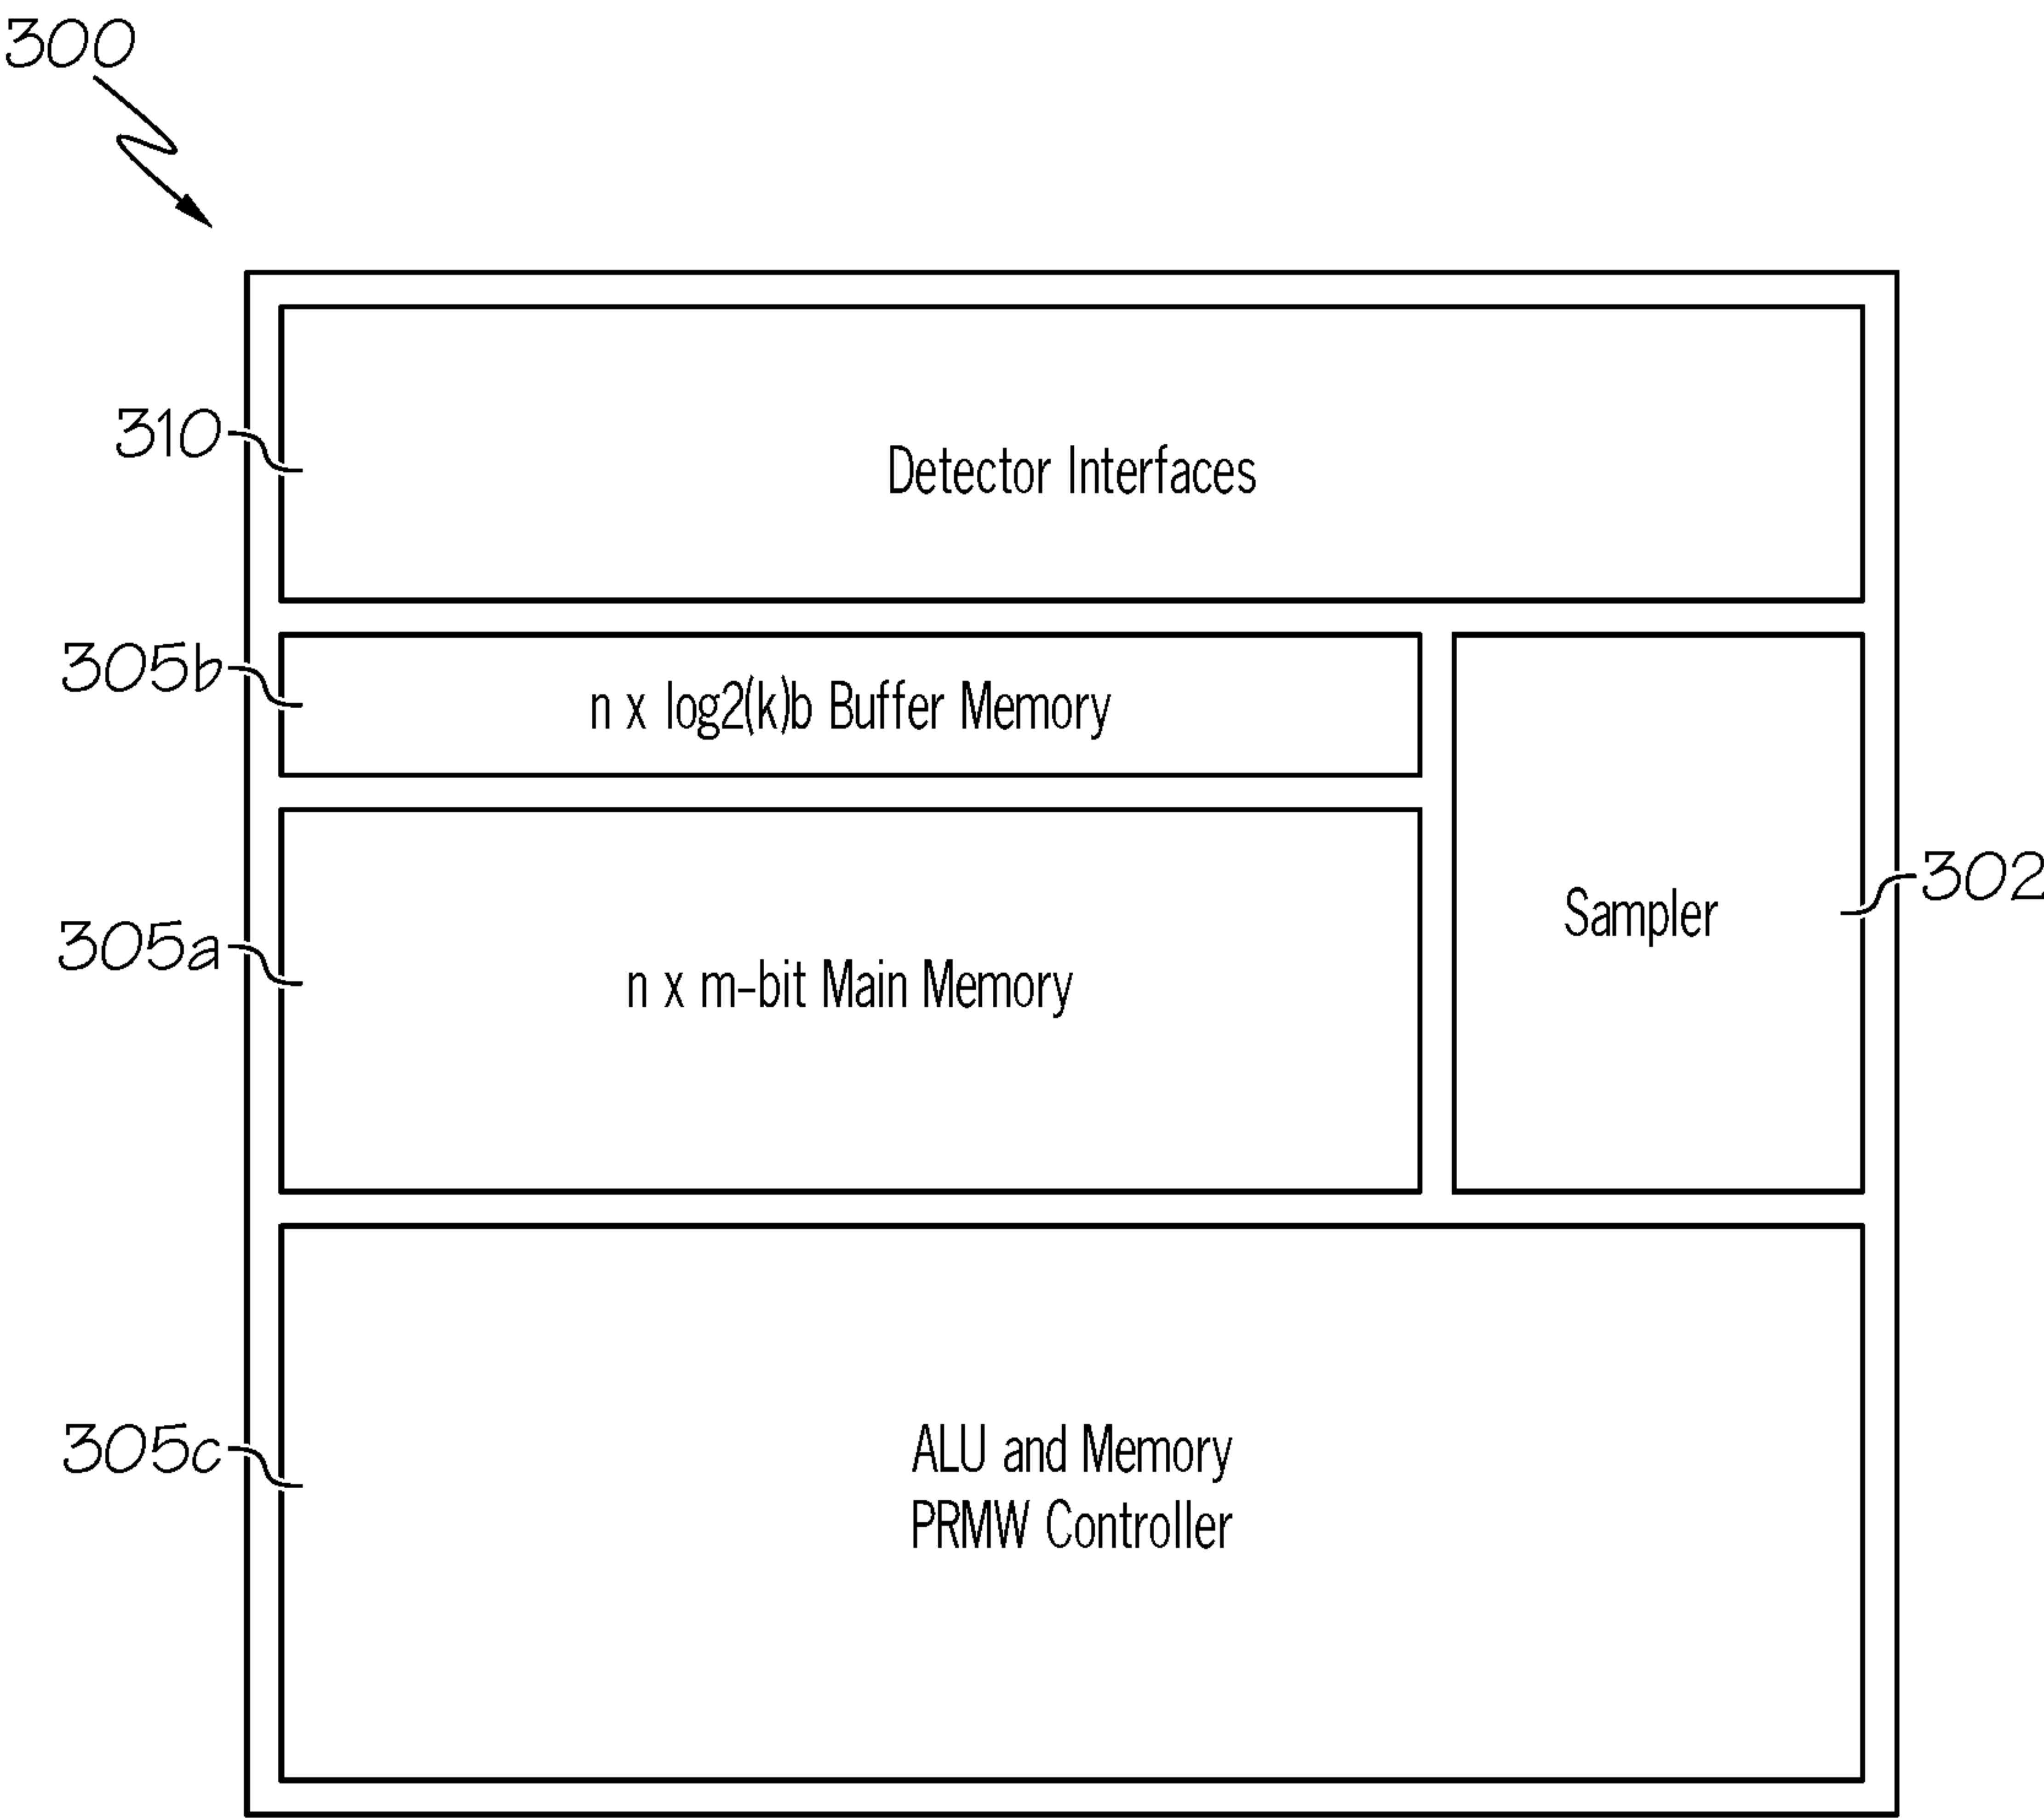 300
310
Detector Interfaces
305b
n x log2(k)b Buffer Memory
305a
n x m-bit Main Memory
Sampler
302
305c
ALU and Memory
PRMW Controller